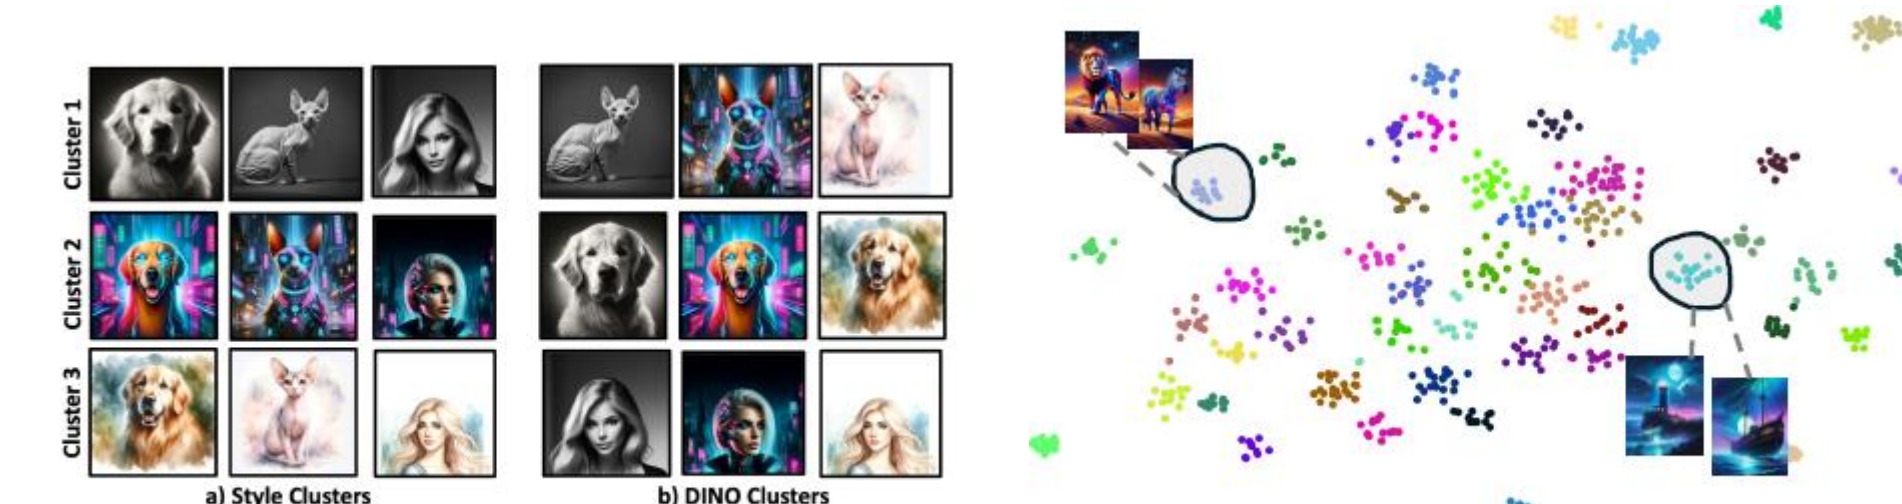 Cluster 1
Cluster 2
Cluster 3
a) Style Clusters
b) DINO Clusters